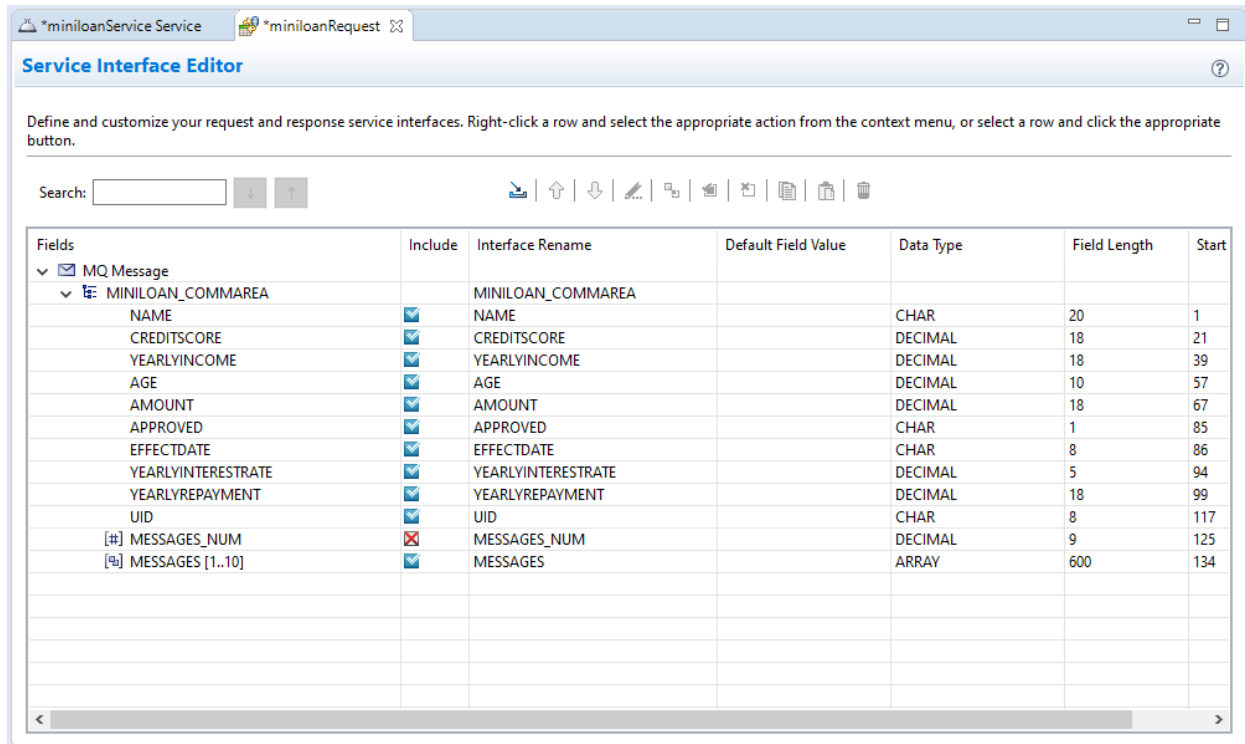 *miniloanService Service *miniloanRequest
Service Interface Editor
Define and customize your request and response service interfaces. Right-click a row and select the appropriate action from the context menu, or select a row and click the appropriate
button.
Search:
Fields Include Interface Rename Default Field Value Data Type Field Length Start
MQ Message
MINILOAN_COMMAREA MINILOAN_COMMAREA
NAME NAME CHAR 20 1
CREDITSCORE CREDITSCORE DECIMAL 18 21
YEARLYINCOME YEARLYINCOME DECIMAL 18 39
AGE AGE DECIMAL 10 57
AMOUNT AMOUNT DECIMAL 18 67
APPROVED APPROVED CHAR 1 85
EFFECTDATE EFFECTDATE CHAR 8 86
YEARLYINTERESTRATE YEARLYINTERESTRATE DECIMAL 5 94
YEARLYREPAYMENT YEARLYREPAYMENT DECIMAL 18 99
UID UID CHAR 8 117
[#] MESSAGES_NUM MESSAGES_NUM DECIMAL 9 125
MESSAGES [1..10] MESSAGES ARRAY 600 134